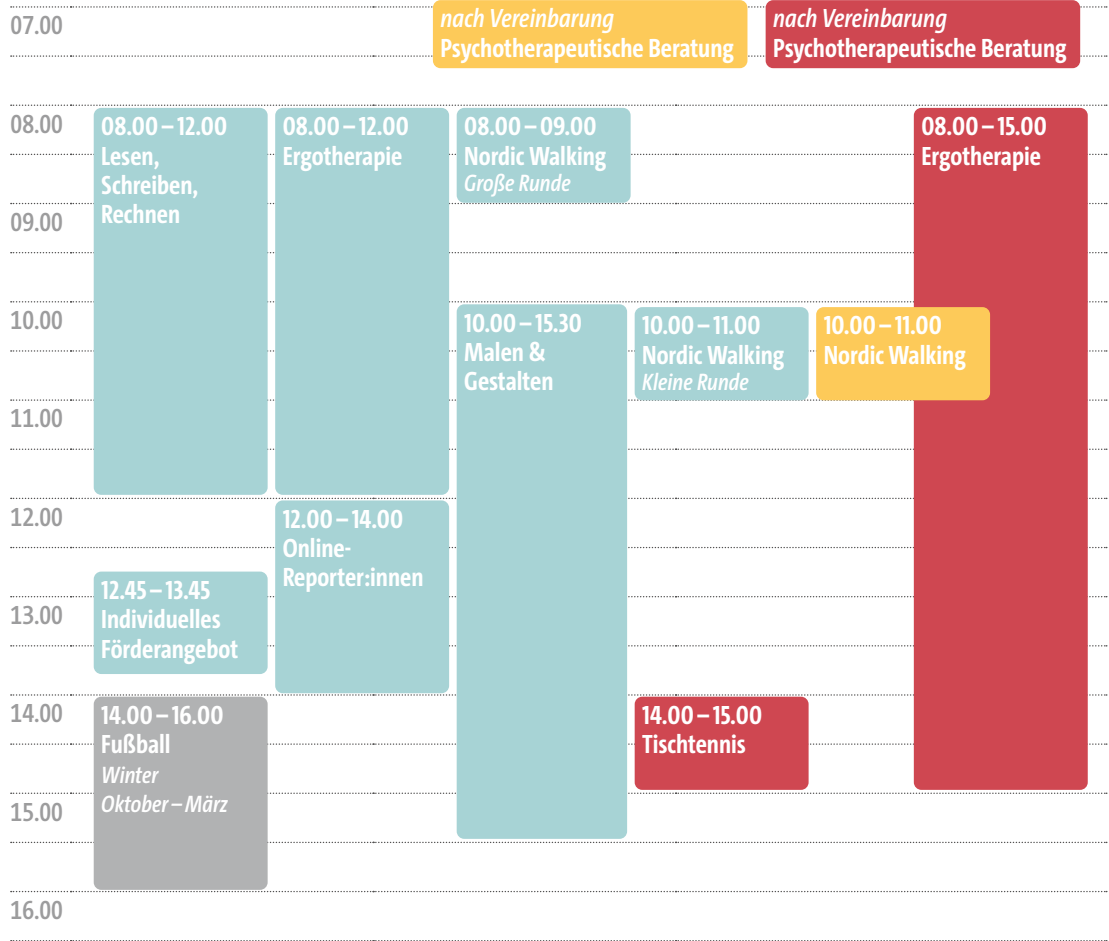 07.00
nach Vereinbarung
Psychotherapeutische Beratung
nach Vereinbarung
Psychotherapeutische Beratung
08.00
08.00 – 12.00
Lesen,
Schreiben,
Rechnen
08.00 – 12.00
Ergotherapie
08.00 – 09.00
Nordic Walking
Große Runde
08.00 – 15.00
Ergotherapie
09.00
10.00
10.00 – 15.30
Malen &
Gestalten
10.00 – 11.00
Nordic Walking
Kleine Runde
10.00 – 11.00
Nordic Walking
11.00
12.00
12.00 – 14.00
Online-
Reporter:innen
12.45 – 13.45
Individuelles
Förderangebot
13.00
14.00
14.00 – 16.00
Fußball
Winter
Oktober – März
14.00 – 15.00
Tischtennis
15.00
16.00